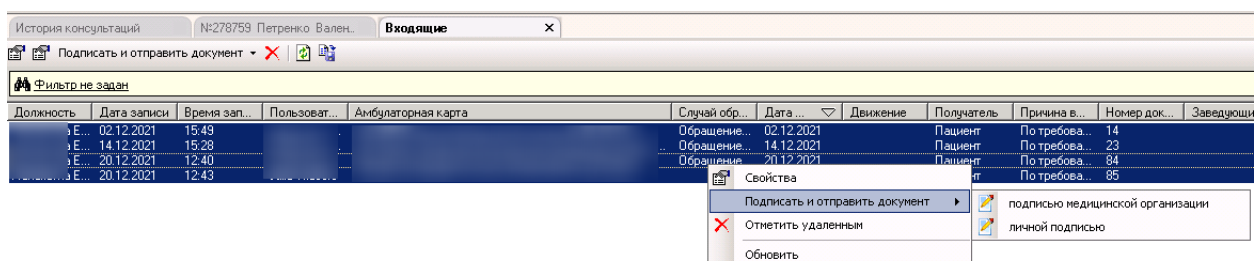 История консультаций №278759 Петренко Вален.. Входящие
Подписать и отправить документ
Фильтр не задан
Должность Дата записи Время зап... Пользоват... Амбулаторная карта Случай обр... Дата ... Движение Получатель Причина в... Номер док... Заведующи
Е... 02.12.2021 15:49 Обращение... 02.12.2021 Пациент По требова... 14
Е... 14.12.2021 15:28 Обращение... 14.12.2021 Пациент По требова... 23
Е... 20.12.2021 12:40 Обращение... 20.12.2021 Пациент По требова... 84
Е... 20.12.2021 12:43 По требова... 85
Свойства
Подписать и отправить документ
подписью медицинской организации
Отметить удаленным
личной подписью
Обновить